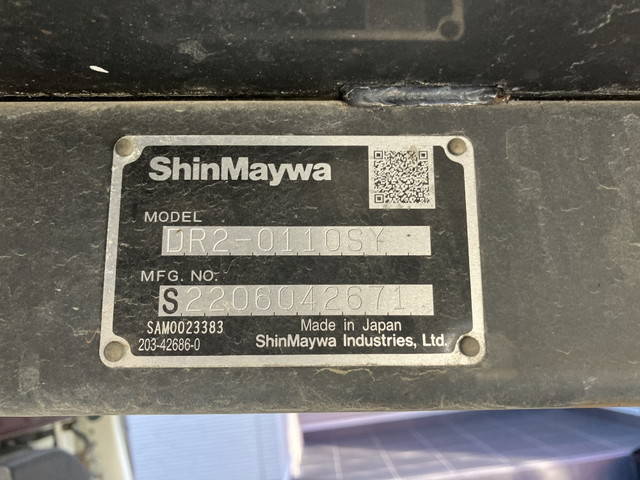 ShinMaywa
MODEL
DR2-0110SY
MFG. NO.
S2206042671
SAM0023383
Made in Japan
203-42686-0
ShinMaywa Industries, Ltd.